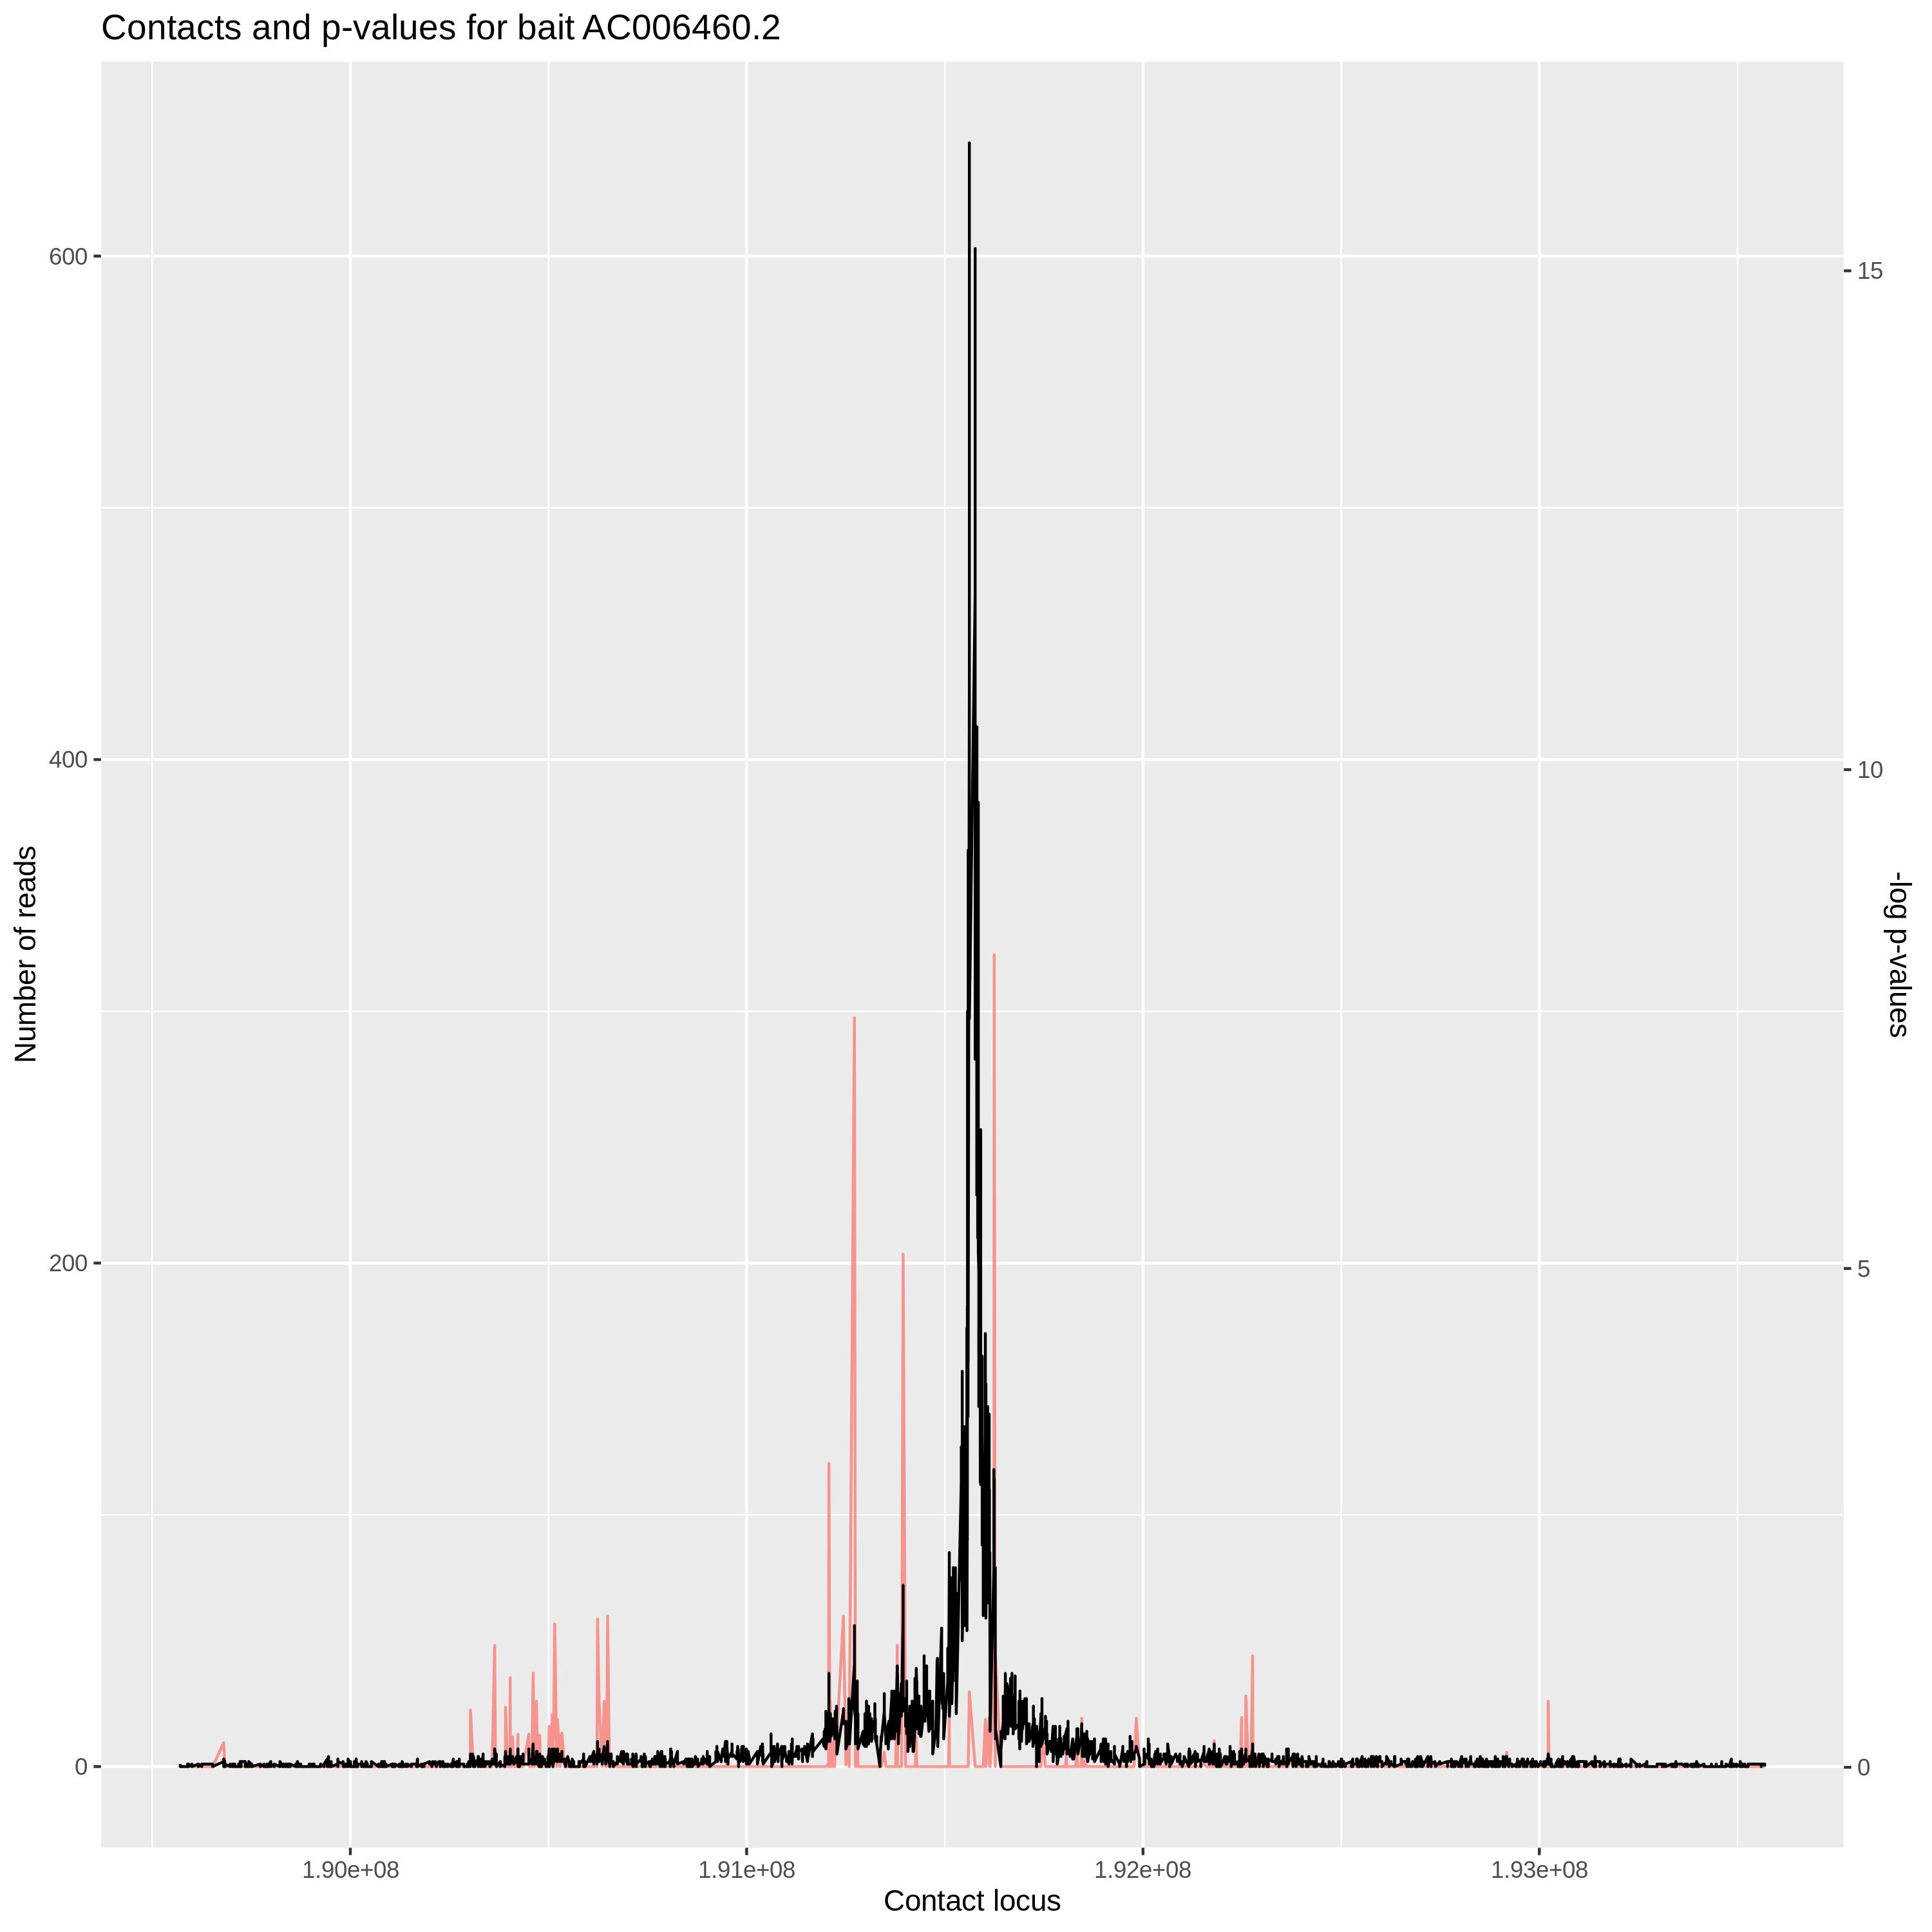 Contacts and p-values for bait AC006460.2
600
400
200
0
Number of reads
15
10
5
0
-log p-values
1.90e+08
1.91e+08
1.92e+08
1.93e+08
Contact locus